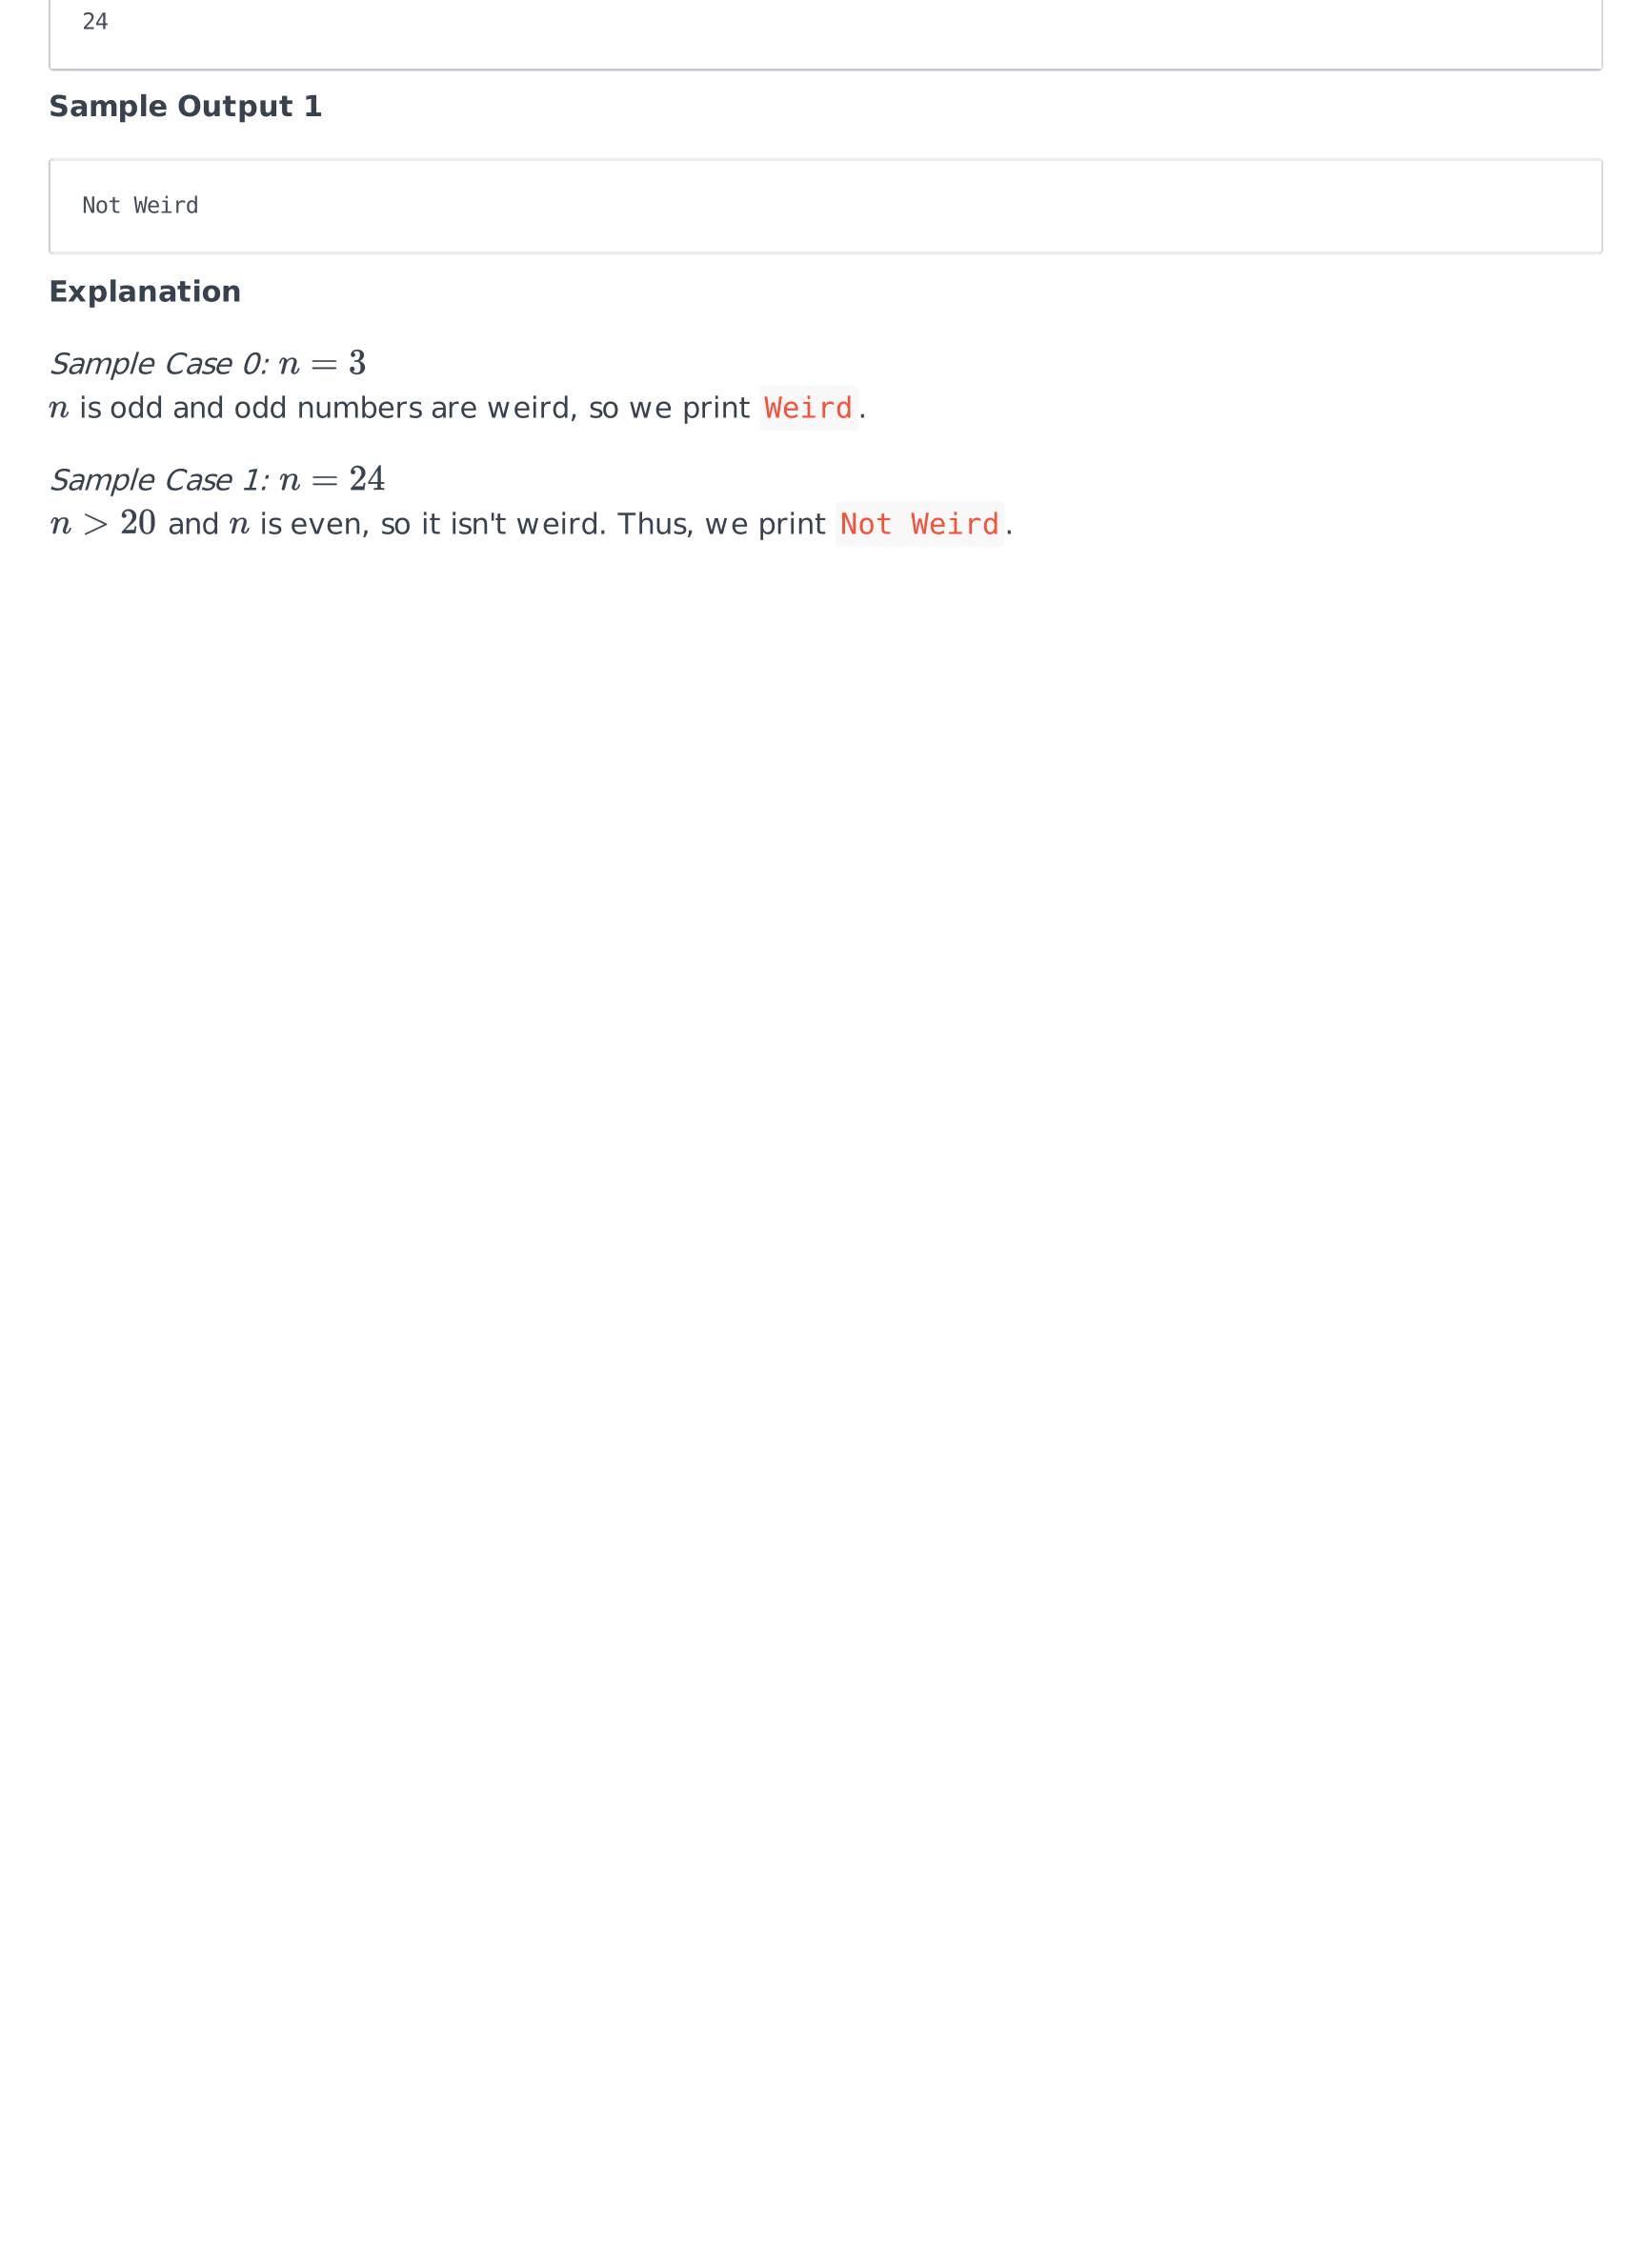 24
Sample Output 1
Not Weird
Explanation
Sample Case 0: n = 3
n is odd and odd numbers are weird, so we print Weird.
Sample Case 1: n = 24
n > 20 and n is even, so it isn't weird. Thus, we print Not Weird.